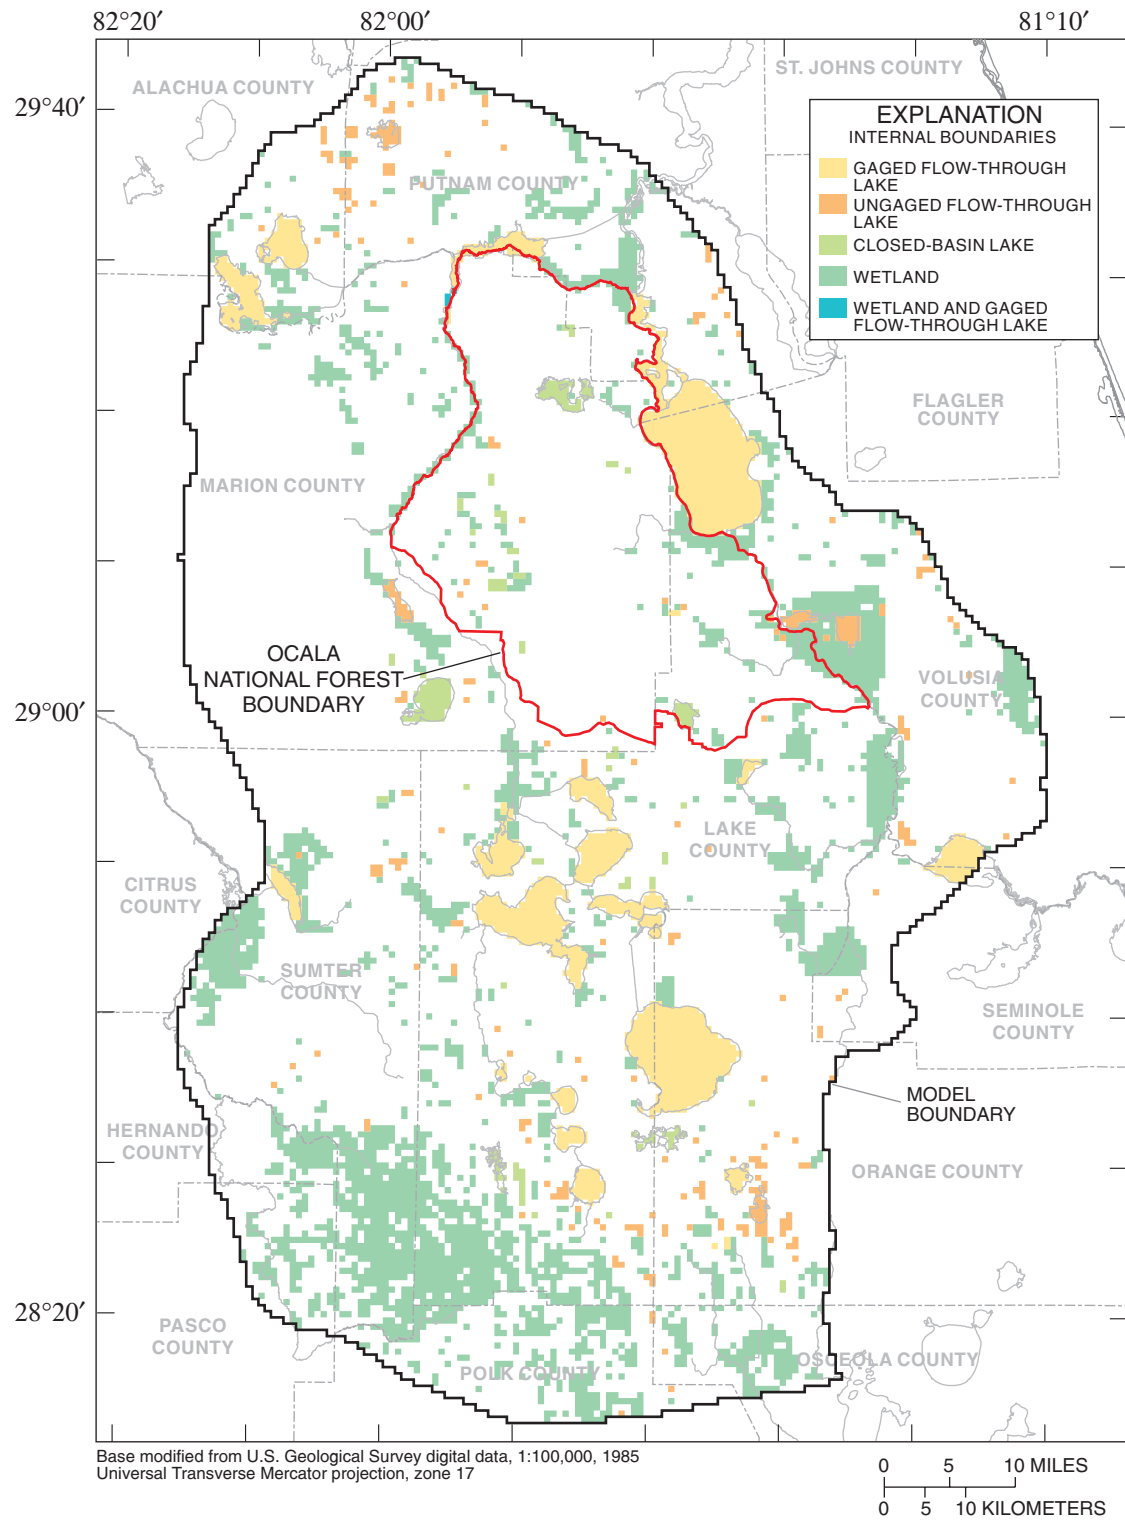 82°20′ 82°00′ 81°10′
ST. JOHNS COUNTY
ALACHUA COUNTY
29°40′
EXPLANATION
INTERNAL BOUNDARIES
GAGED FLOW-THROUGH
LAKE
UNGAGED FLOW-THROUGH
LAKE
CLOSED-BASIN LAKE
WETLAND
WETLAND AND GAGED
FLOW-THROUGH LAKE
PUTNAM COUNTY
FLAGLER
COUNTY
MARION COUNTY
OCALA
NATIONAL FOREST
BOUNDARY
VOLUSIA
COUNTY
29°00′
LAKE
COUNTY
CITRUS
COUNTY
SUMTER
COUNTY
SEMINOLE
COUNTY
MODEL
BOUNDARY
HERNANDO
COUNTY
ORANGE COUNTY
28°20′
PASCO
COUNTY
POLK COUNTY
OSCEOLA COUNTY
Base modified from U.S. Geological Survey digital data, 1:100,000, 1985
Universal Transverse Mercator projection, zone 17
0 5 10 MILES
0 5 10 KILOMETERS